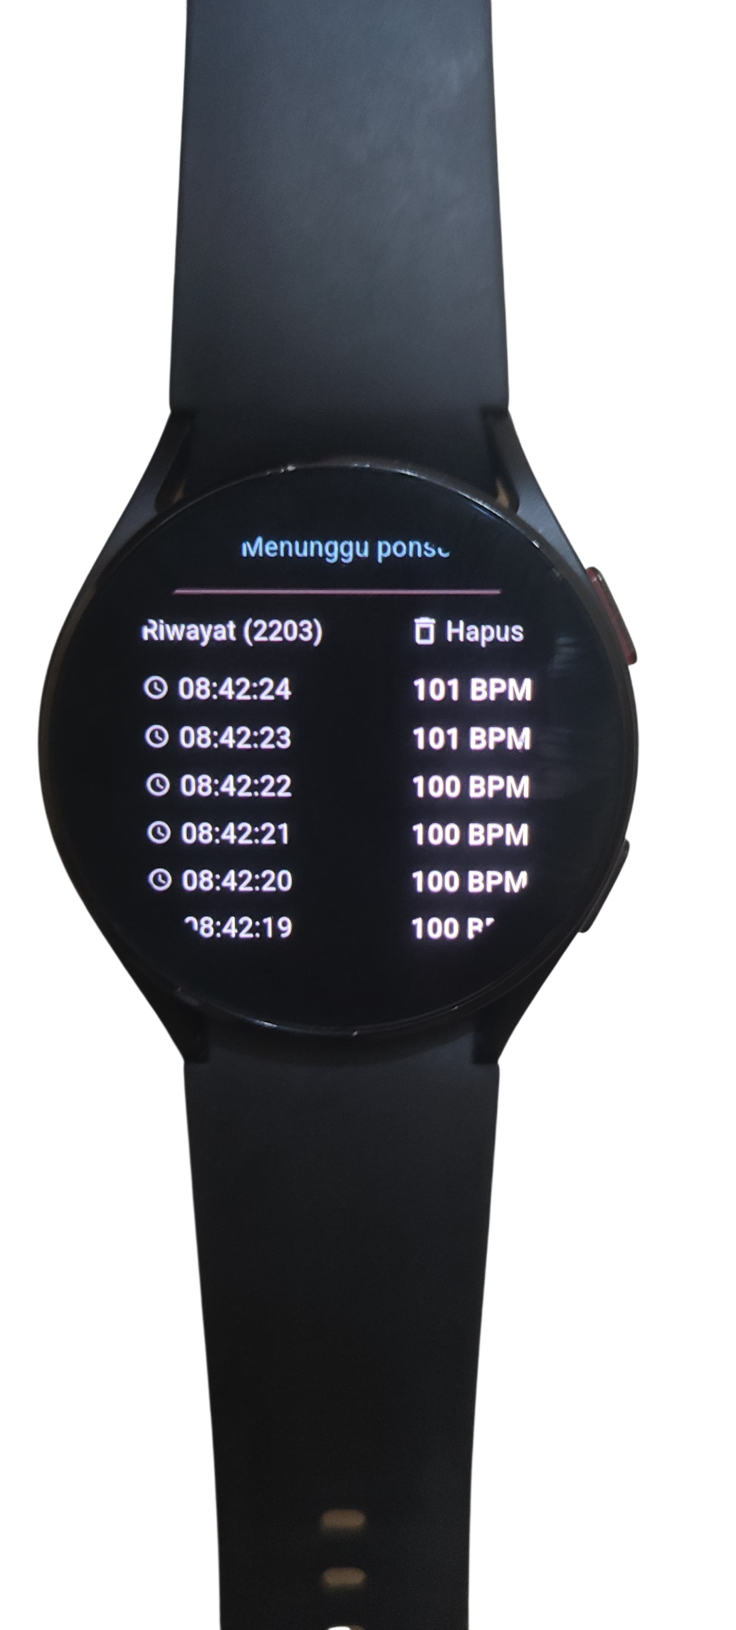 Menunggu
Riwayat (2203) Hapus
08:42:24 101 BPM
08:42:23 101 BPM
08:42:22 100 BPM
08:42:21 100 BPM
08:42:20 100 BPM
08:42:19 100